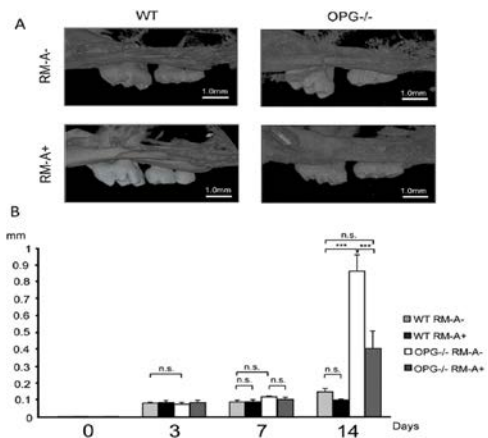 A
WT
OPG-/-
RM-A-
1.0mm
1.0mm
RM-A+
1.0mm
1.0mm
B
mm
n.s.
1
*** ***
0.9
0.8
0.7
0.6
0.5
0.4
0.3
0.2
0.1
0
n.s.
n.s.
n.s. n.s.
n.s.
WT RM-A-
WT RM-A+
OPG-/- RM-A-
OPG-/- RM-A+
0 3 7 14 Days